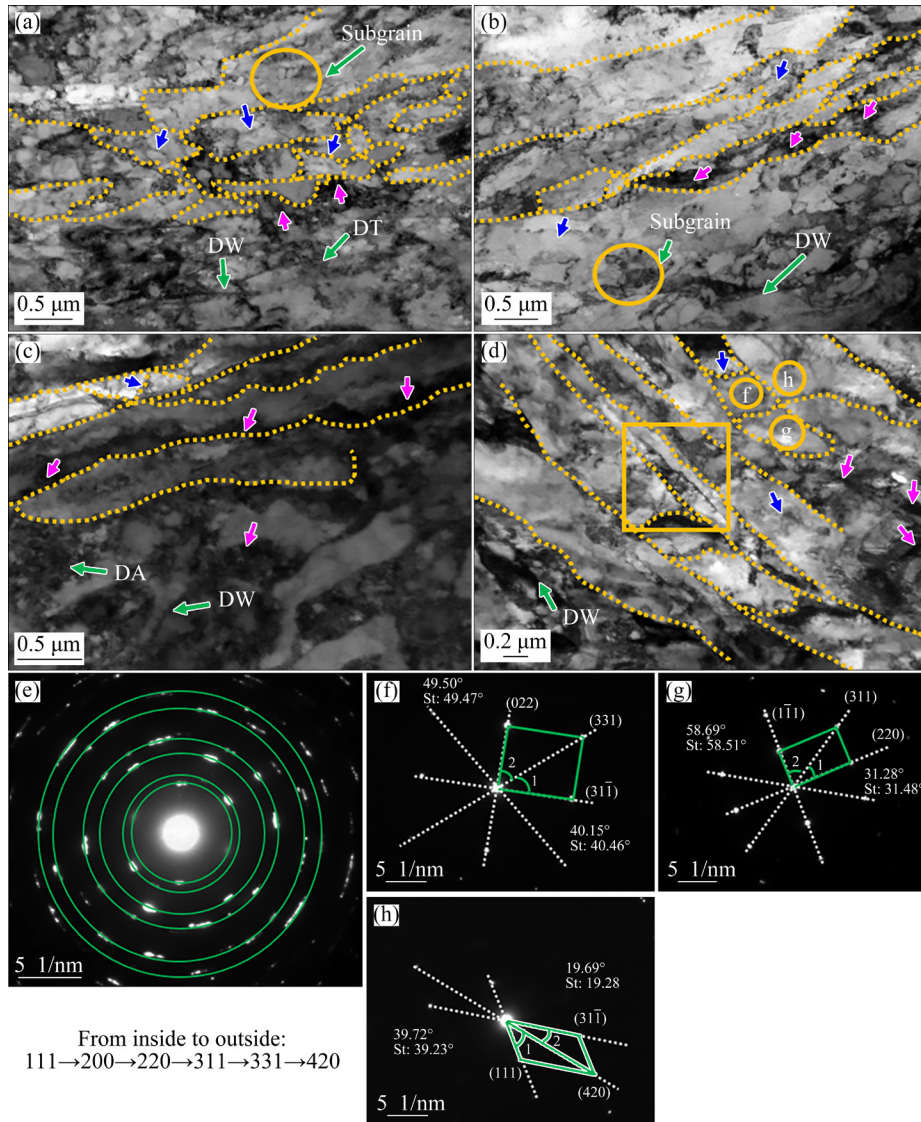 (a)
Subgrain
DT
DW
0.5 μm
(b)
Subgrain
DW
0.5 μm
(c)
DA
DW
0.5 μm
(d)
f
h
g
DW
0.2 μm
(e)
5 1/nm
From inside to outside:
111→200→220→311→331→420
(f)
49.50°
St: 49.47°
(022)
(331)
2
1
(311̅)
40.15°
St: 40.46°
5 1/nm
(g)
(11̅1)
(311)
58.69°
St: 58.51°
(220)
2
1
31.28°
St: 31.48°
5 1/nm
(h)
19.69°
St: 19.28
39.72°
St: 39.23°
(311̅)
1
2
(111)
(420)
5 1/nm